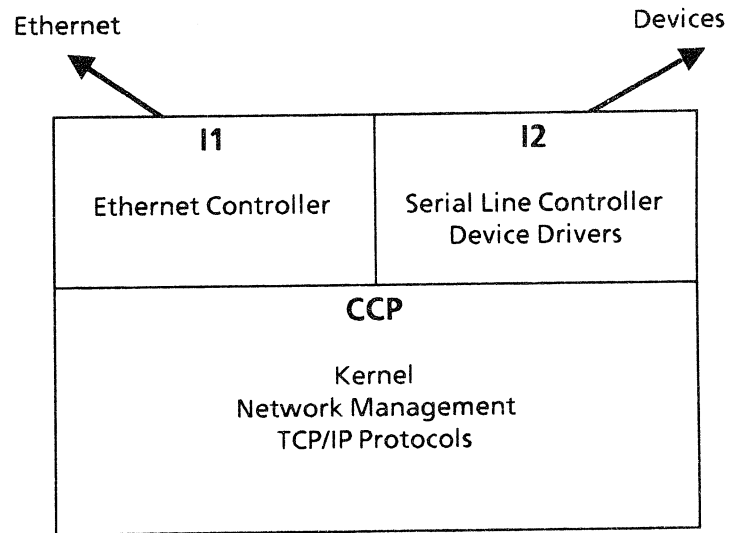 Ethernet
Devices
I1
I2
Ethernet Controller
Serial Line Controller
Device Drivers
CCP
Kernel
Network Management
TCP/IP Protocols